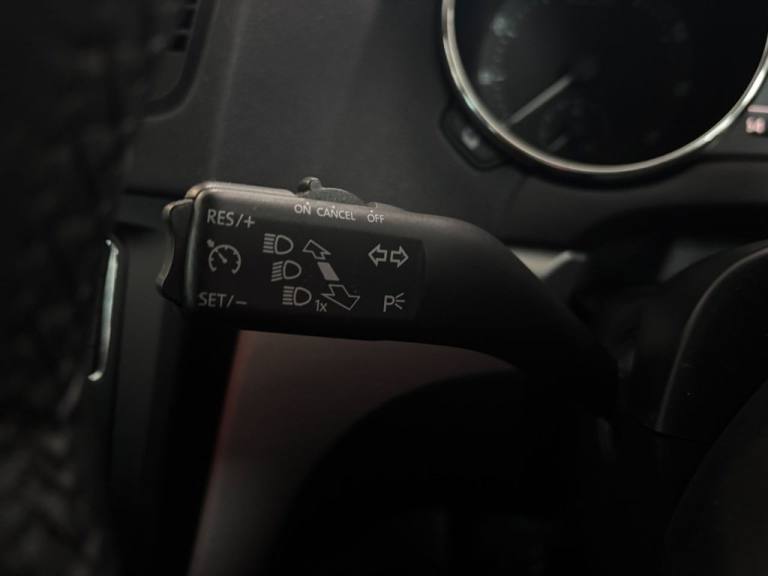 ON CANCEL OFF
RES/+
SET/-
1x
P